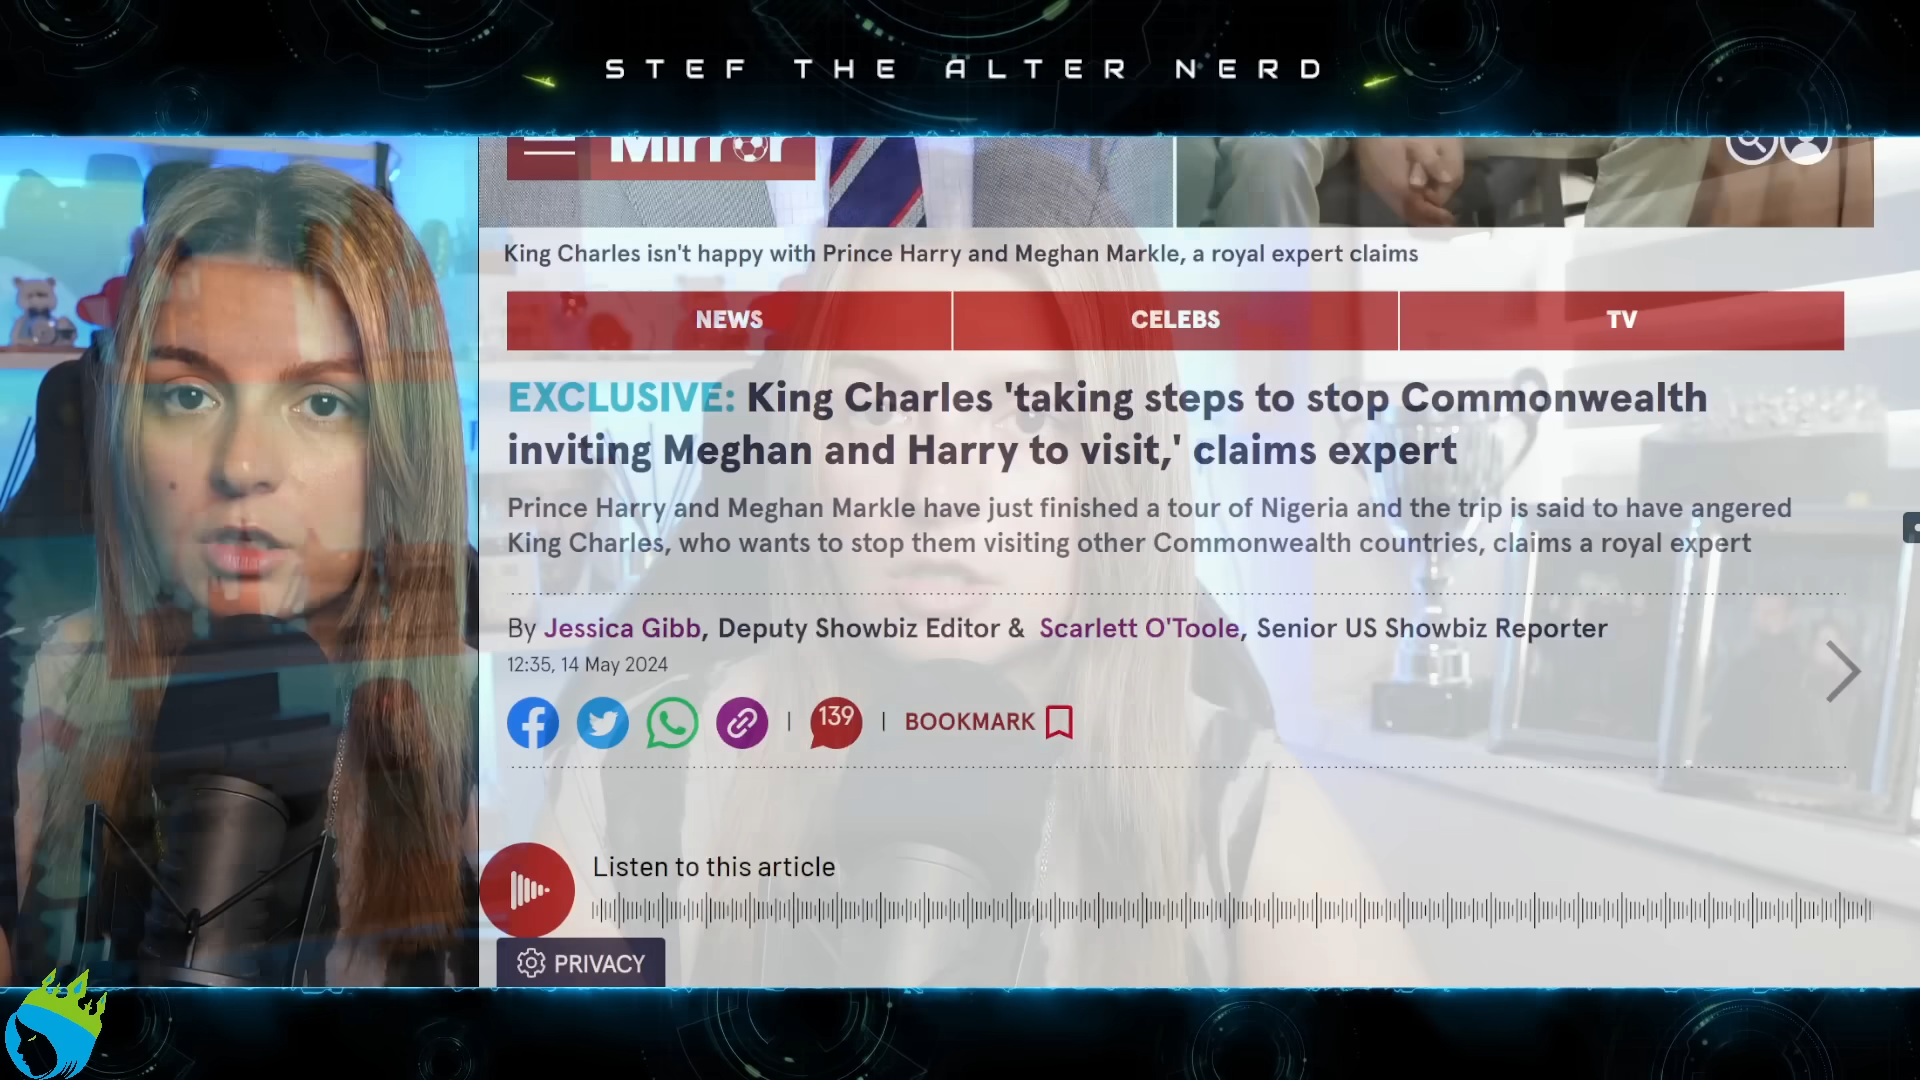 STEF THE ALTER NERD
Mirror
King Charles isn't happy with Prince Harry and Meghan Markle, a royal expert claims
NEWS CELEBS TV
EXCLUSIVE: King Charles 'taking steps to stop Commonwealth
inviting Meghan and Harry to visit,' claims expert
Prince Harry and Meghan Markle have just finished a tour of Nigeria and the trip is said to have angered
King Charles, who wants to stop them visiting other Commonwealth countries, claims a royal expert
By Jessica Gibb, Deputy Showbiz Editor & Scarlett O'Toole, Senior US Showbiz Reporter
12:35, 14 May 2024
139 | BOOKMARK
Listen to this article
PRIVACY